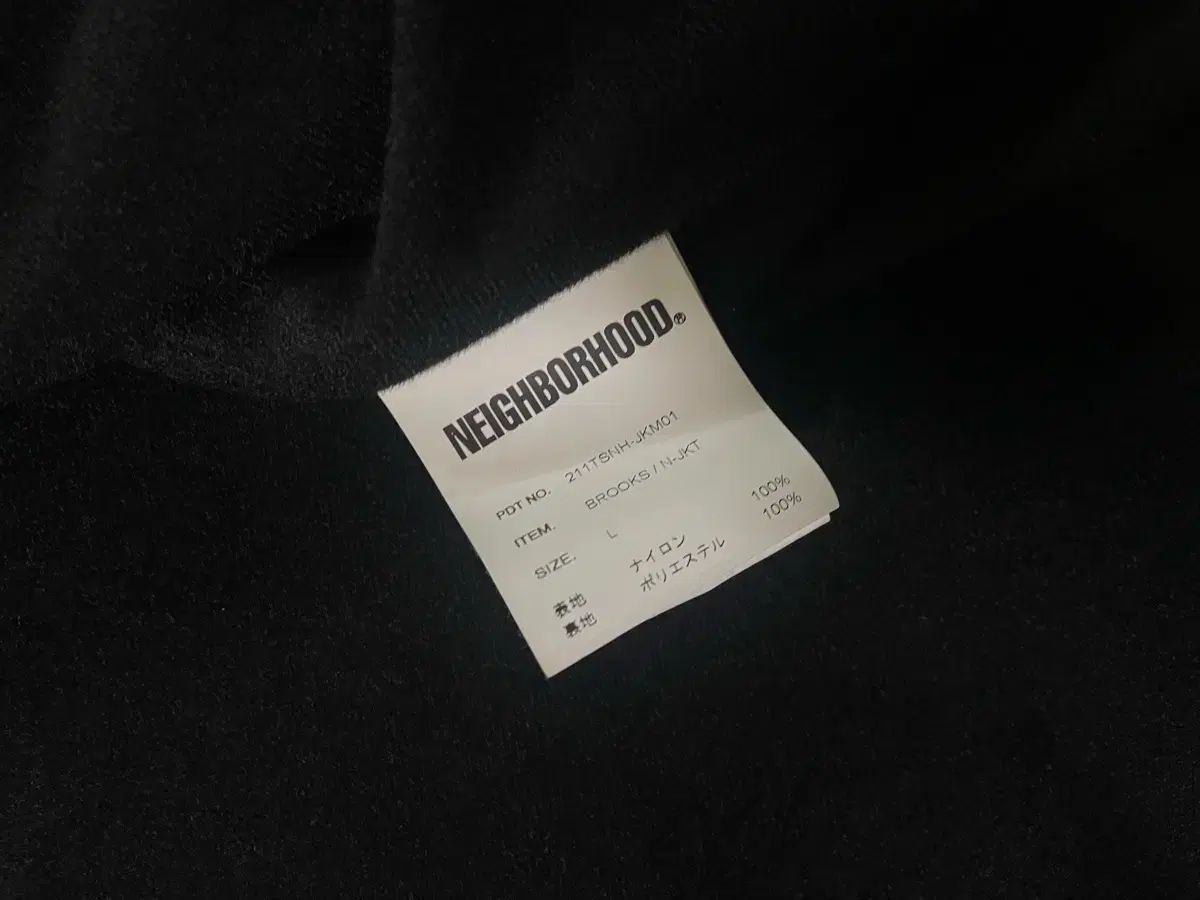 NEIGHBORHOOD®
PDT NO. 211TSNH-JKM01
ITEM. BROOKS / N-JKT
SIZE. L
表地 ナイロン 100%
裏地 ポリエステル 100%